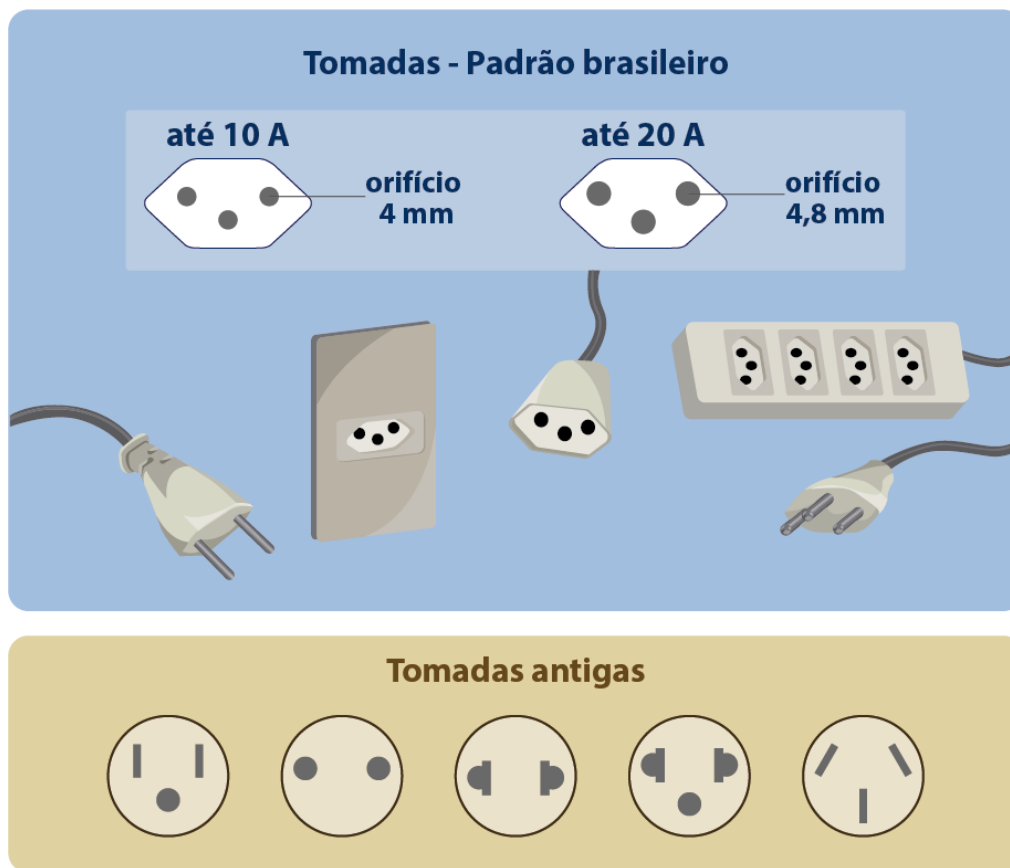 Tomadas - Padrão brasileiro
até 10 A
orifício
4 mm
até 20 A
orifício
4,8 mm
Tomadas antigas